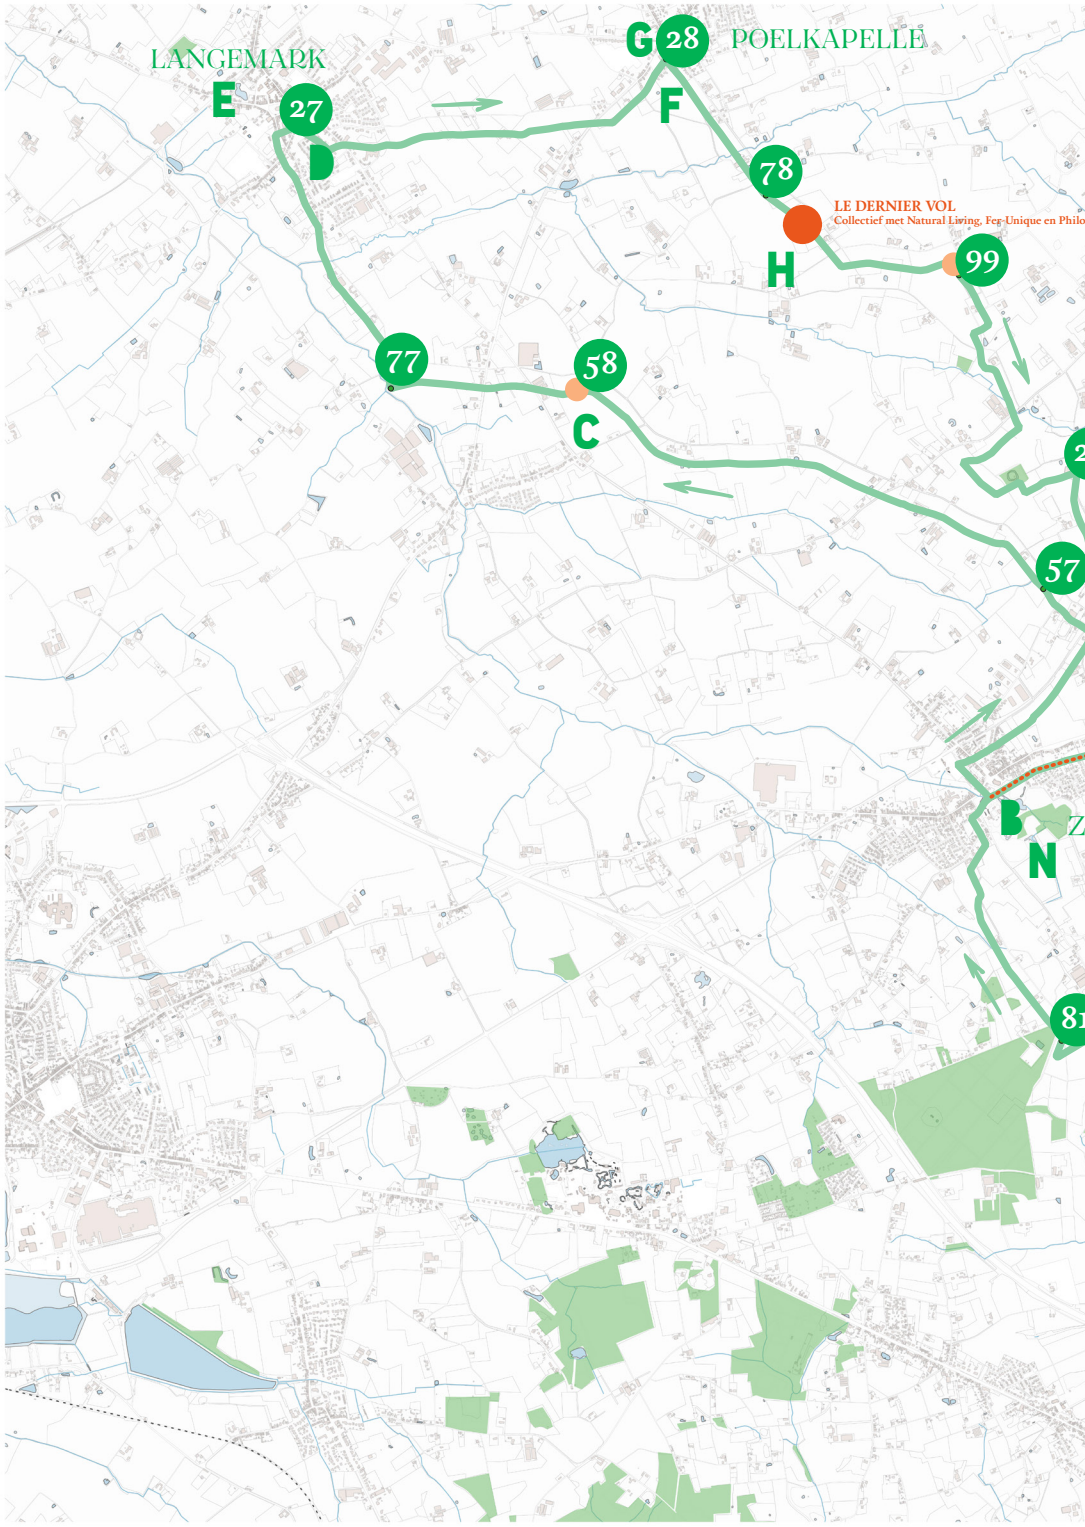 G 28 POELKAPELLE
LANGEMARK
E
27
F
D
78
LE DERNIER VOL
Collectief met Natural Living, Fer-Unique en Philo
H
99
77
58
C
2
57
B
Z
N
81